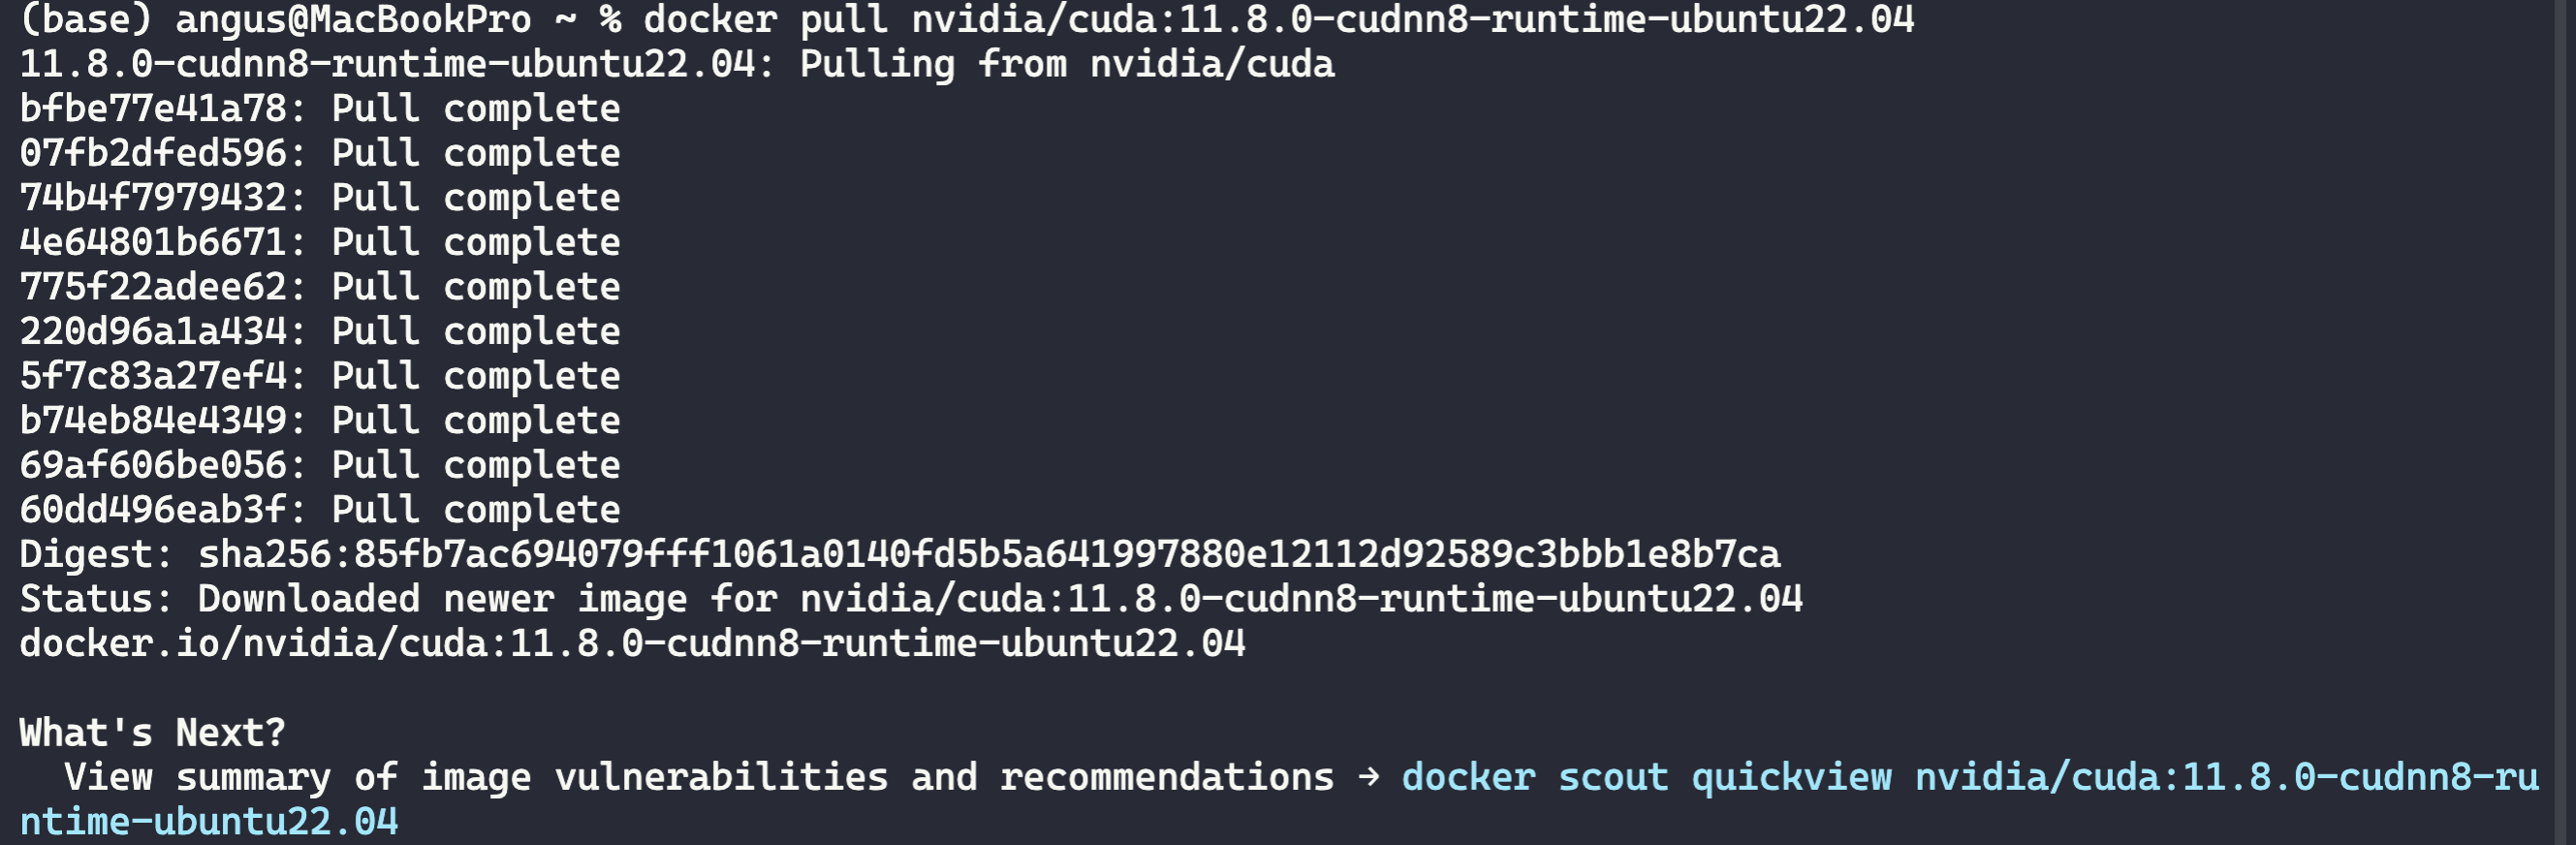 (base) angus@MacBookPro ~ % docker pull nvidia/cuda:11.8.0-cudnn8-runtime-ubuntu22.04
11.8.0-cudnn8-runtime-ubuntu22.04: Pulling from nvidia/cuda
bfbe77e41a78: Pull complete
07fb2dfed596: Pull complete
74b4f7979432: Pull complete
4e64801b6671: Pull complete
775f22adee62: Pull complete
220d96a1a434: Pull complete
5f7c83a27ef4: Pull complete
b74eb84e4349: Pull complete
69af606be056: Pull complete
60dd496eab3f: Pull complete
Digest: sha256:85fb7ac694079fff1061a0140fd5b5a641997880e12112d92589c3bbb1e8b7ca
Status: Downloaded newer image for nvidia/cuda:11.8.0-cudnn8-runtime-ubuntu22.04
docker.io/nvidia/cuda:11.8.0-cudnn8-runtime-ubuntu22.04
What's Next?
View summary of image vulnerabilities and recommendations → docker scout quickview nvidia/cuda:11.8.0-cudnn8-ru
ntime-ubuntu22.04